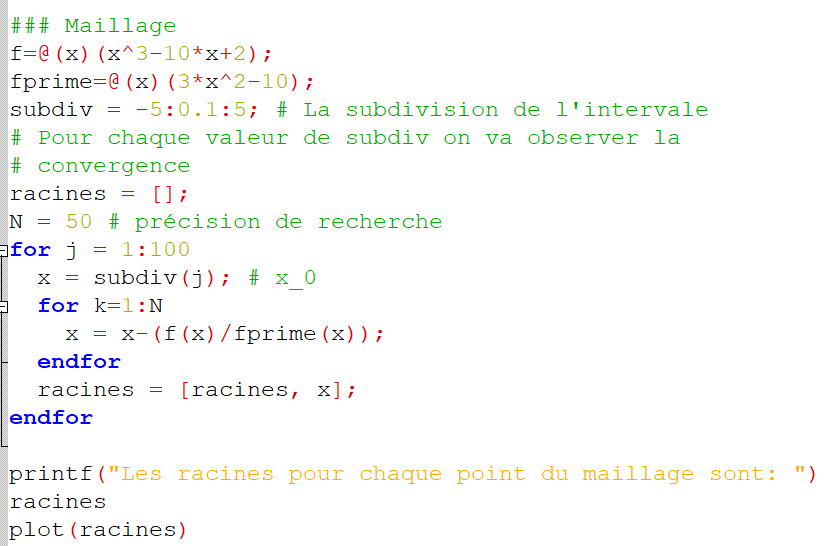 ### Maillage
f=@(x)(x^3-10*x+2);
fprime=@(x)(3*x^2-10);
subdiv = -5:0.1:5; # La subdivision de l'intervale
# Pour chaque valeur de subdiv on va observer la
# convergence
racines = [];
N = 50 # précision de recherche
for j = 1:100
  x = subdiv(j); # x_0
  for k=1:N
    x = x-(f(x)/fprime(x));
  endfor
  racines = [racines, x];
endfor

printf("Les racines pour chaque point du maillage sont: ")
racines
plot(racines)